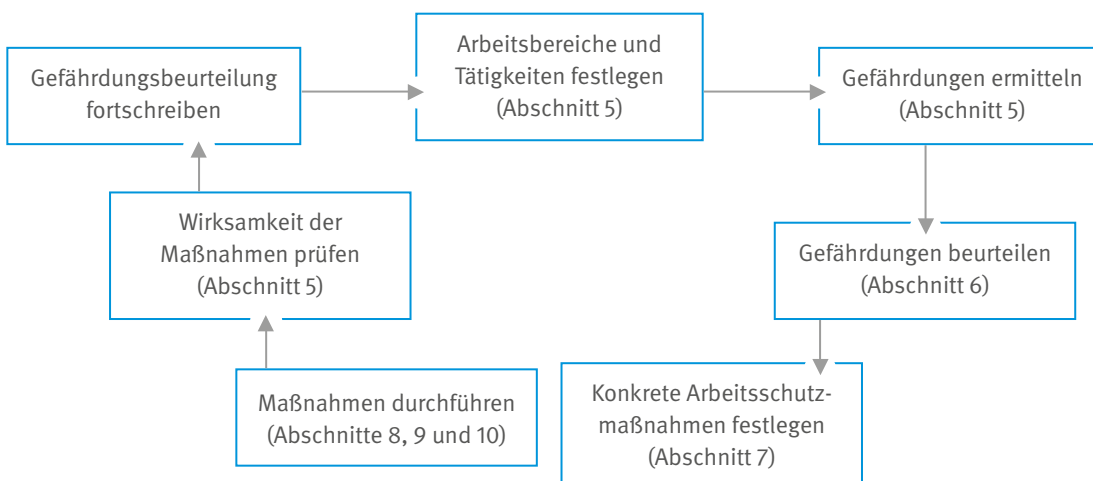 Gefährdungsbeurteilung
fortschreiben
Arbeitsbereiche und
Tätigkeiten festlegen
(Abschnitt 5)
Gefährdungen ermitteln
(Abschnitt 5)
Wirksamkeit der
Maßnahmen prüfen
(Abschnitt 5)
Gefährdungen beurteilen
(Abschnitt 6)
Maßnahmen durchführen
(Abschnitte 8, 9 und 10)
Konkrete Arbeitsschutz-
maßnahmen festlegen
(Abschnitt 7)